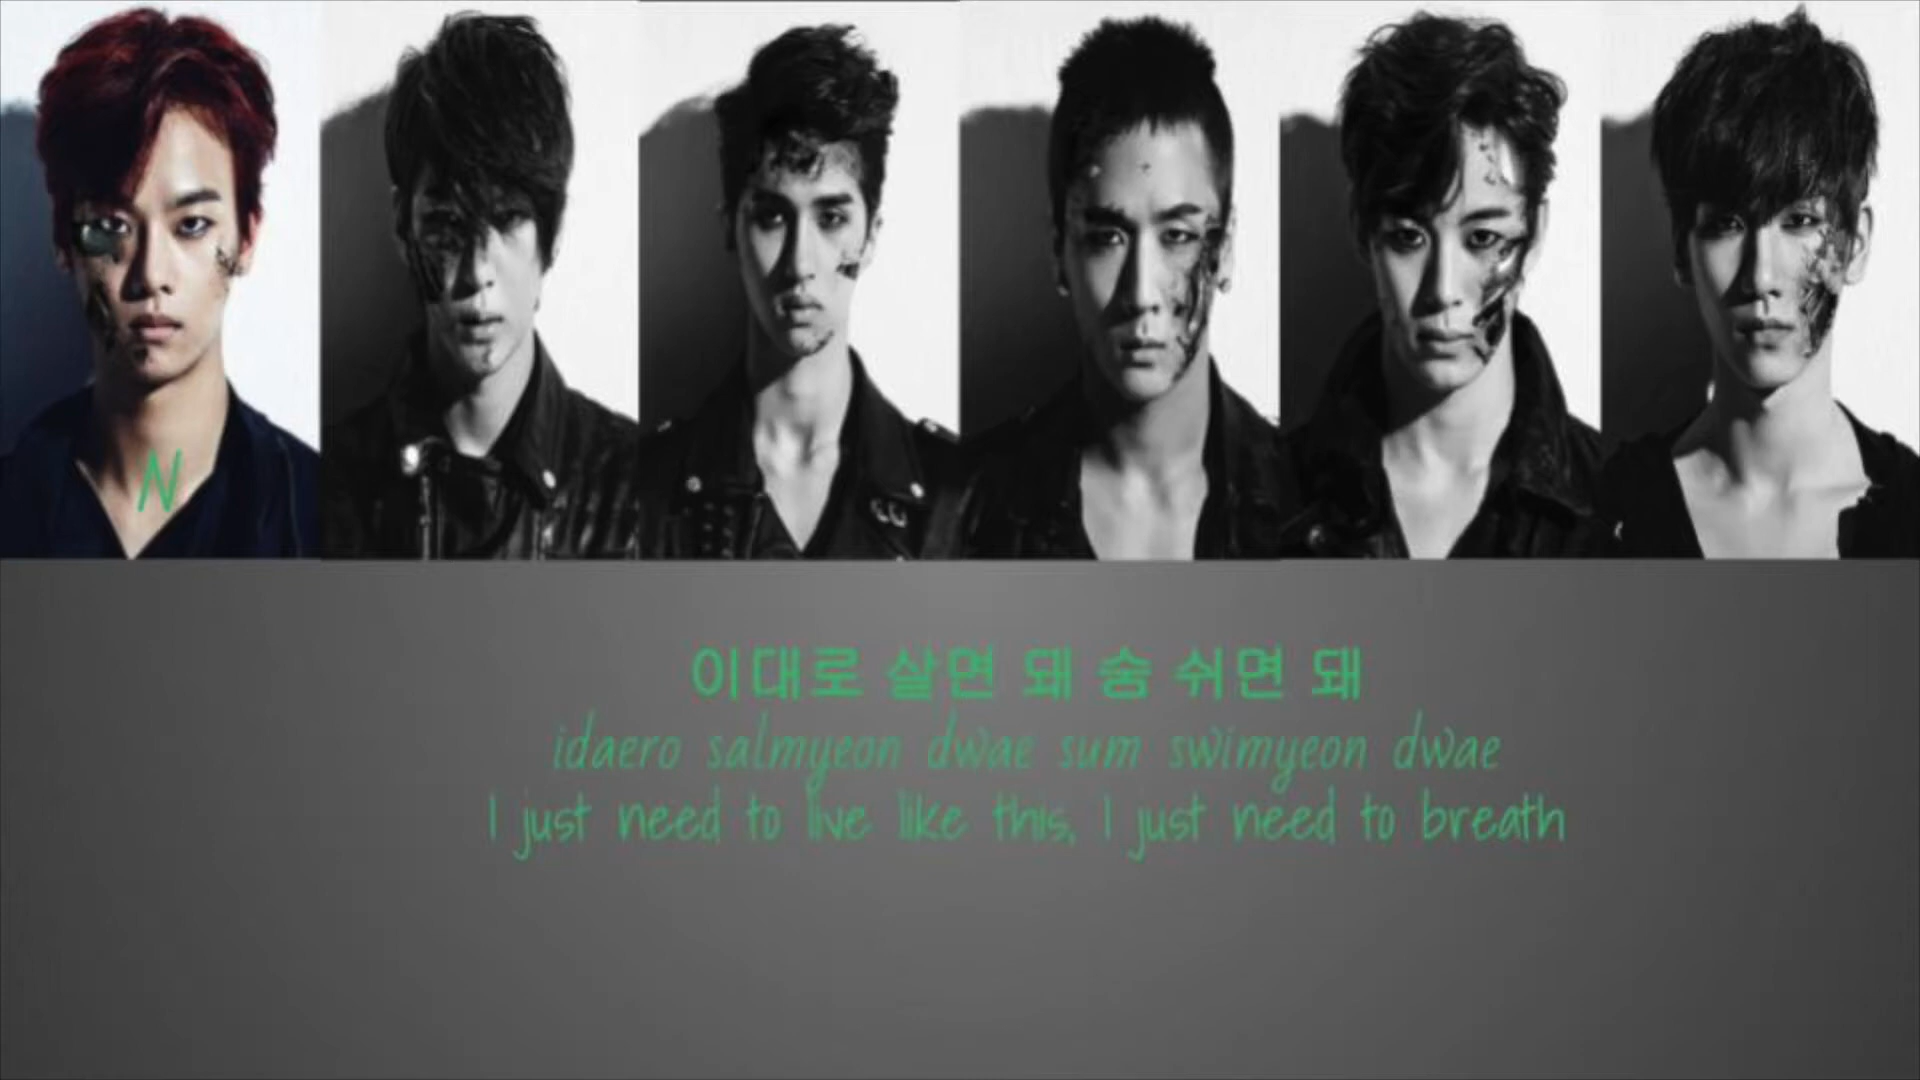 N
이대로 살면 돼 숨 쉬면 돼
idaero salmyeon dwae sum swimyeon dwae
I just need to live like this, I just need to breath